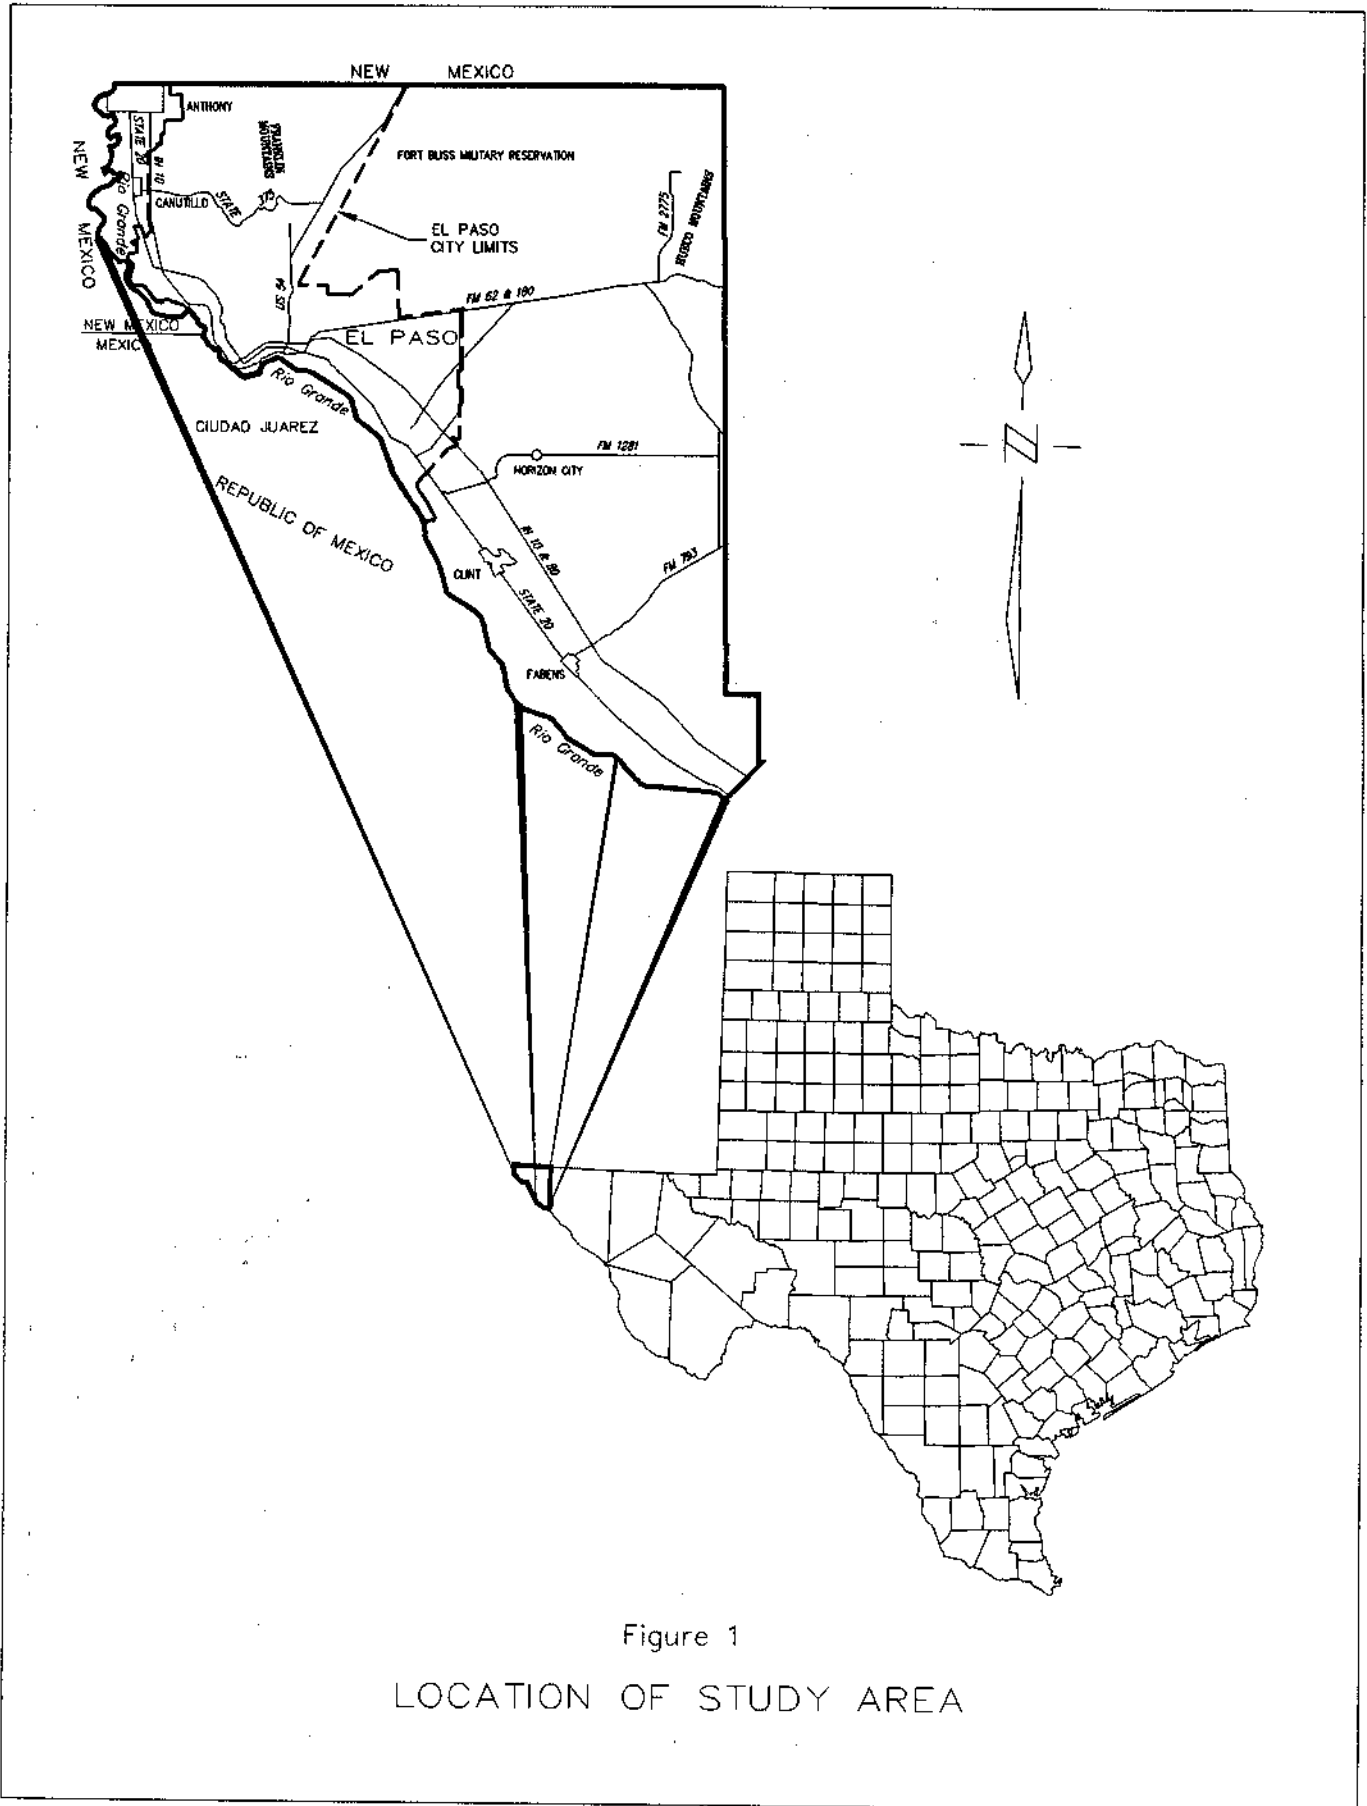 NEW MEXICO
ANTHONY
FRANKLIN
MOUNTAINS
STATE 20
IH 10
FORT BLISS MILITARY RESERVATION
NEW MEXICO
Rio Grande
CANUTILLO
STATE 375
FM 2775
HUECO MOUNTAINS
EL PASO
CITY LIMITS
US 54
FM 62 & 180
NEW MEXICO
MEXICO
EL PASO
Rio Grande
CIUDAD JUAREZ
FM 1281
HORIZON CITY
REPUBLIC OF MEXICO
IH 10 & 80
CLINT
FM 793
STATE 20
FABENS
Rio Grande
N
Figure 1
LOCATION OF STUDY AREA